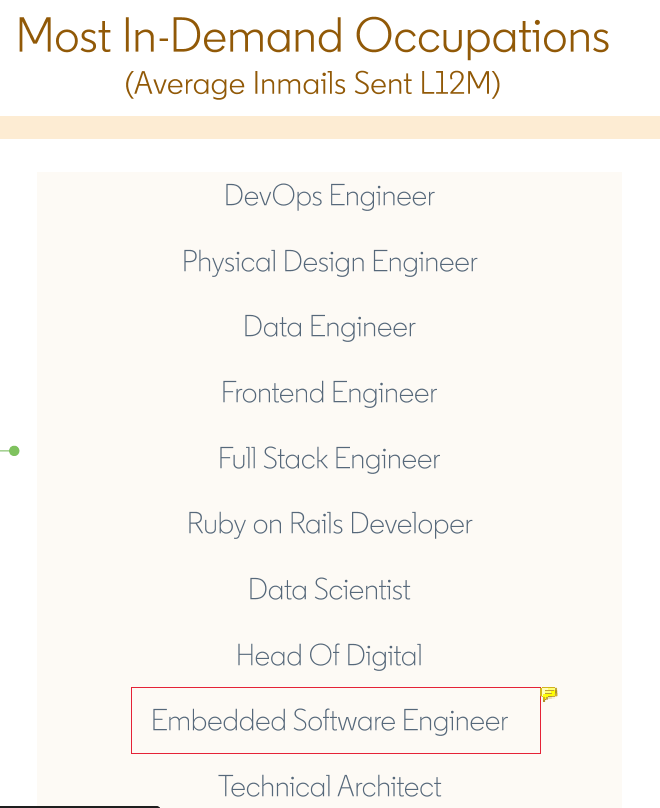 Most In-Demand Occupations
(Average Inmails Sent L12M)
DevOps Engineer
Physical Design Engineer
Data Engineer
Frontend Engineer
Full Stack Engineer
Ruby on Rails Developer
Data Scientist
Head Of Digital
Embedded Software Engineer
Technical Architect